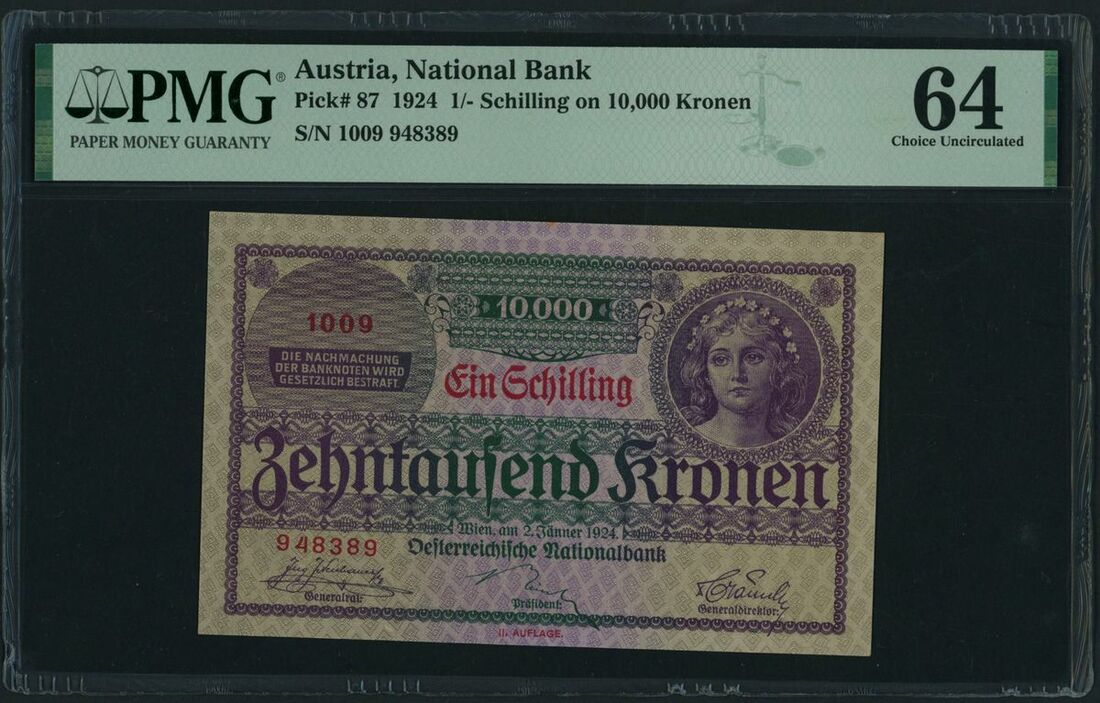 PMG®
PAPER MONEY GUARANTY
Austria, National Bank
Pick# 87 1924 1/- Schilling on 10,000 Kronen
S/N 1009 948389
64
Choice Uncirculated
10.000
1009
DIE NACHMACHUNG
DER BANKNOTEN WIRD
GESETZLICH BESTRAFT.
Ein Schilling
Zehntauſend Kronen
Wien, am 2. Jänner 1924.
948389
Oeſterreichiſche Nationalbank
Generalrat:
Präſident:
Generaldirektor:
II. AUFLAGE.